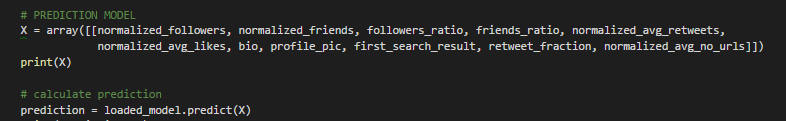 # PREDICTION MODEL
X = array([[normalized_followers, normalized_friends, followers_ratio, friends_ratio, normalized_avg_retweets,
normalized_avg_likes, bio, profile_pic, first_search_result, retweet_fraction, normalized_avg_no_urls]])
print(X)
# calculate prediction
prediction = loaded_model.predict(X)